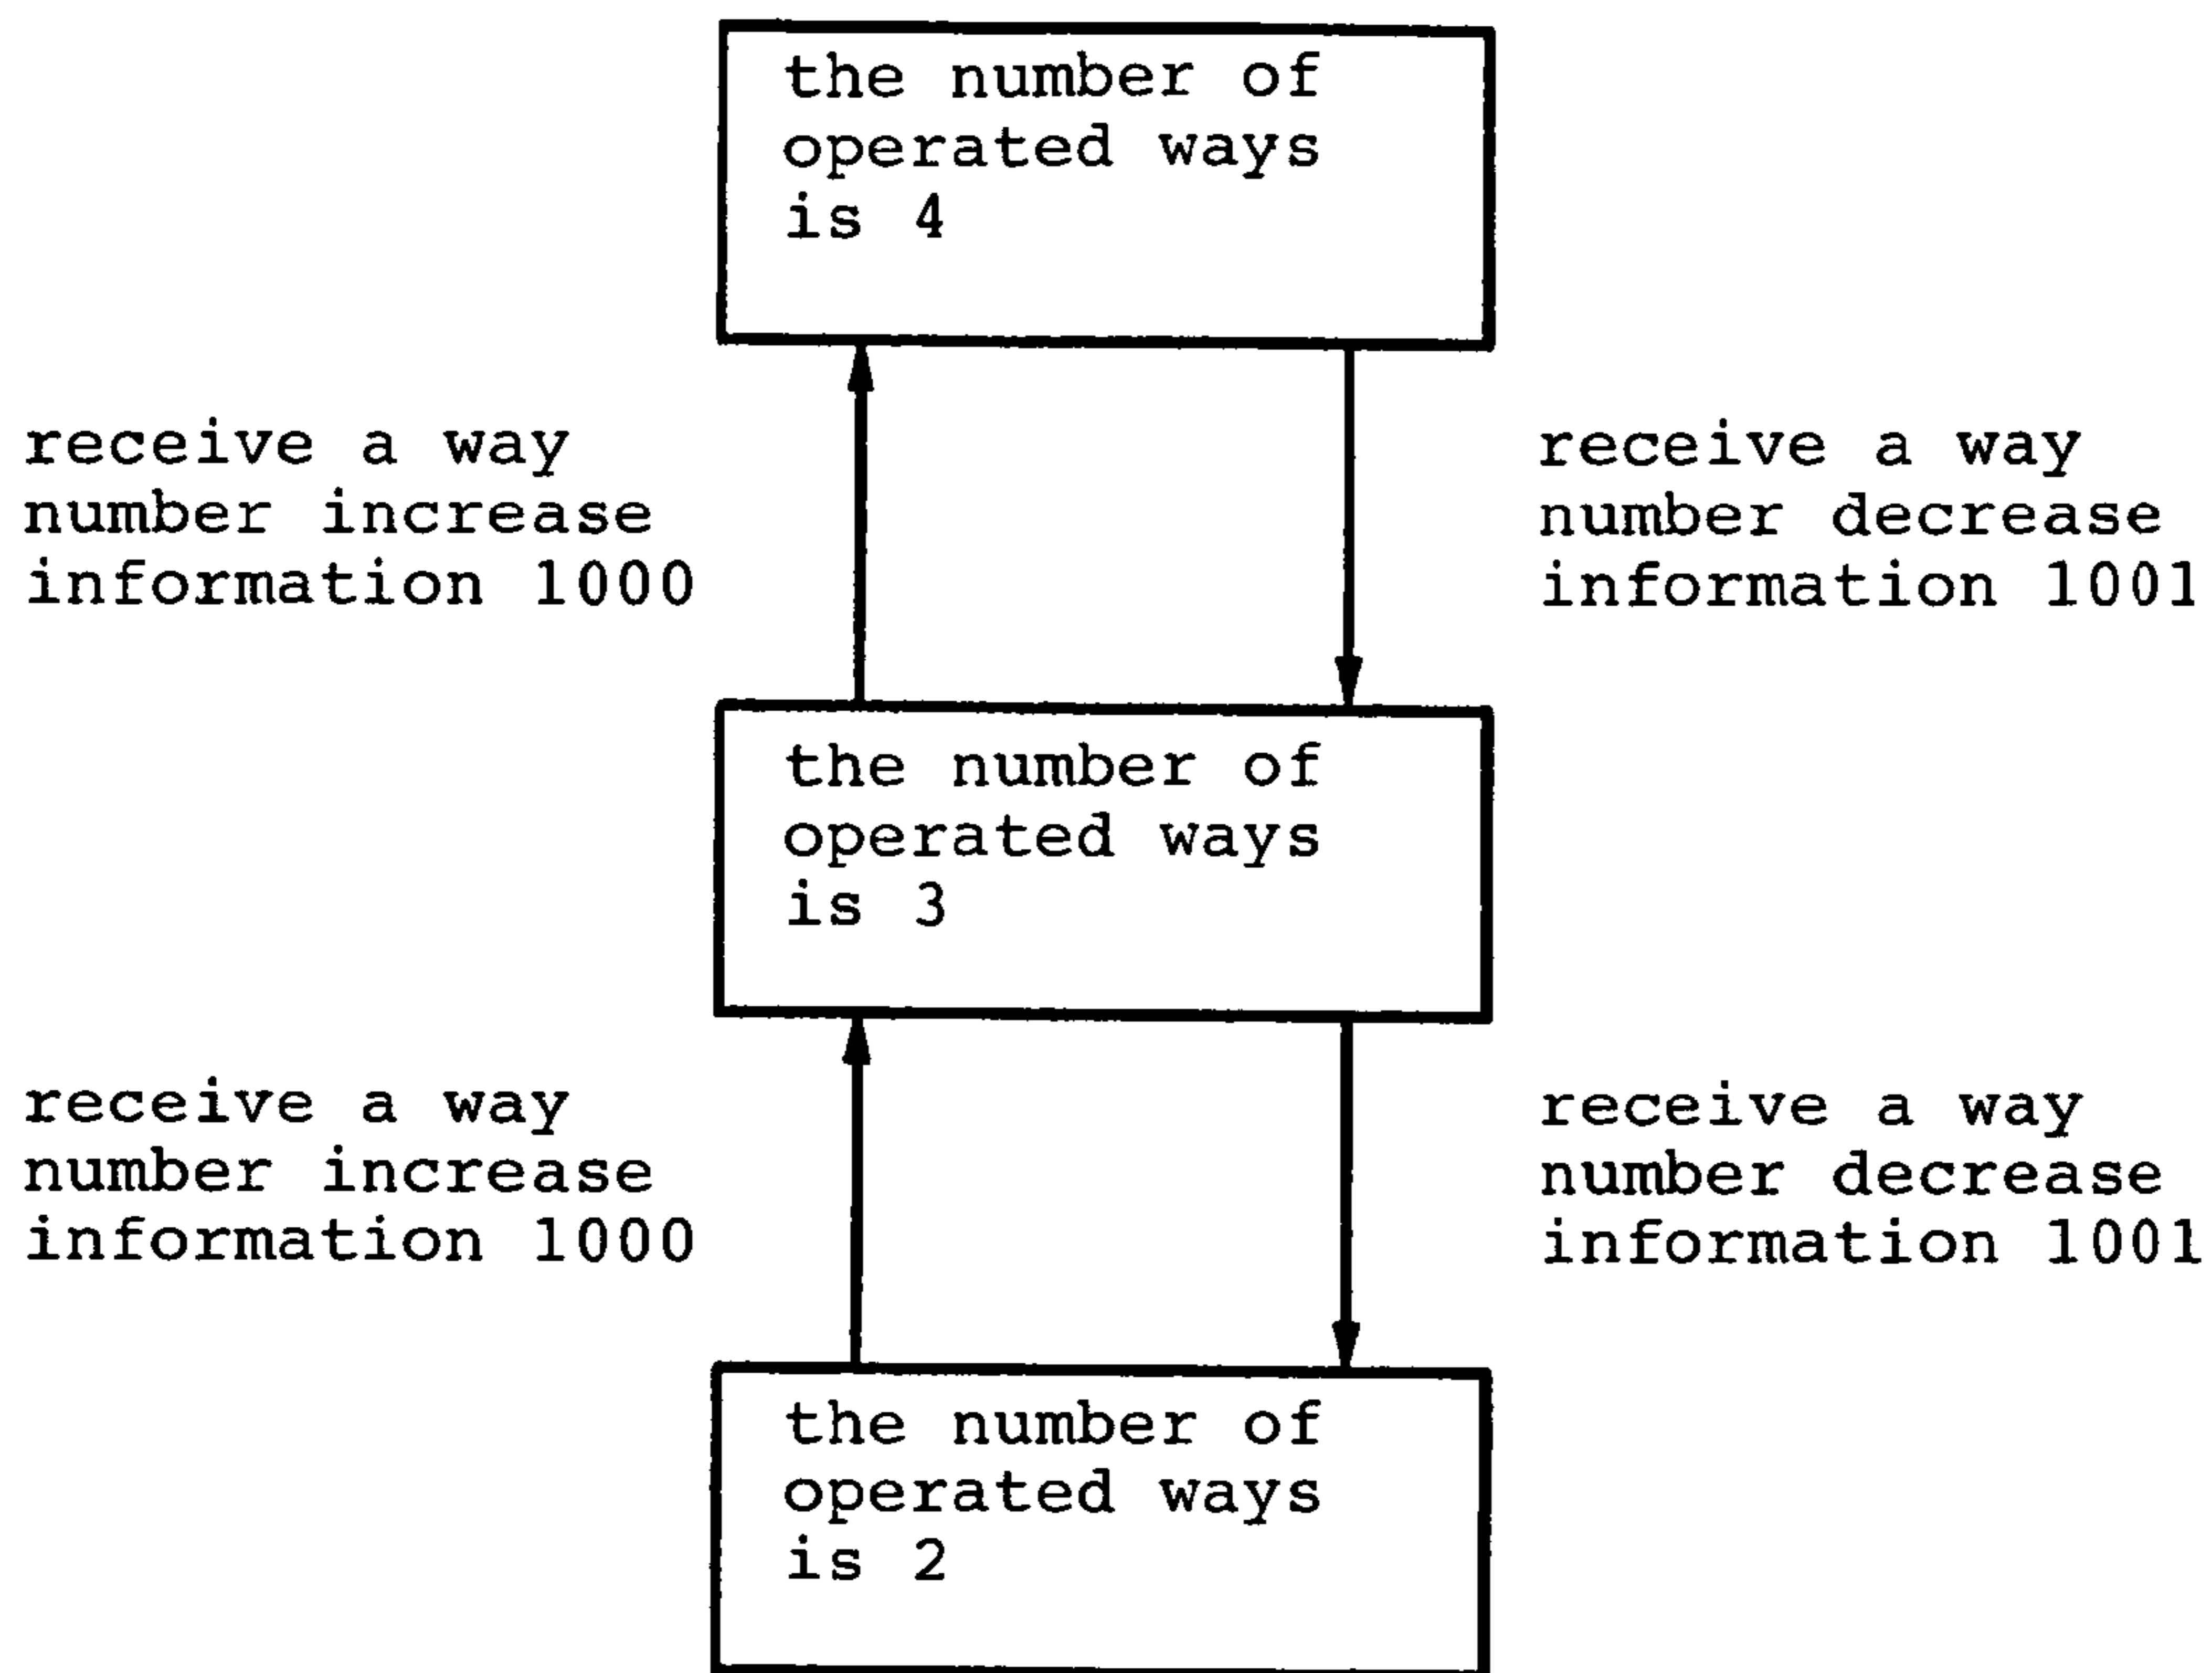 the number of
operated ways
is 4
receive a way
number increase
information 1000
receive a way
number decrease
information 1001
the number of
operated ways
is 3
receive a way
number increase
information 1000
receive a way
number decrease
information 1001
the number of
operated ways
is 2